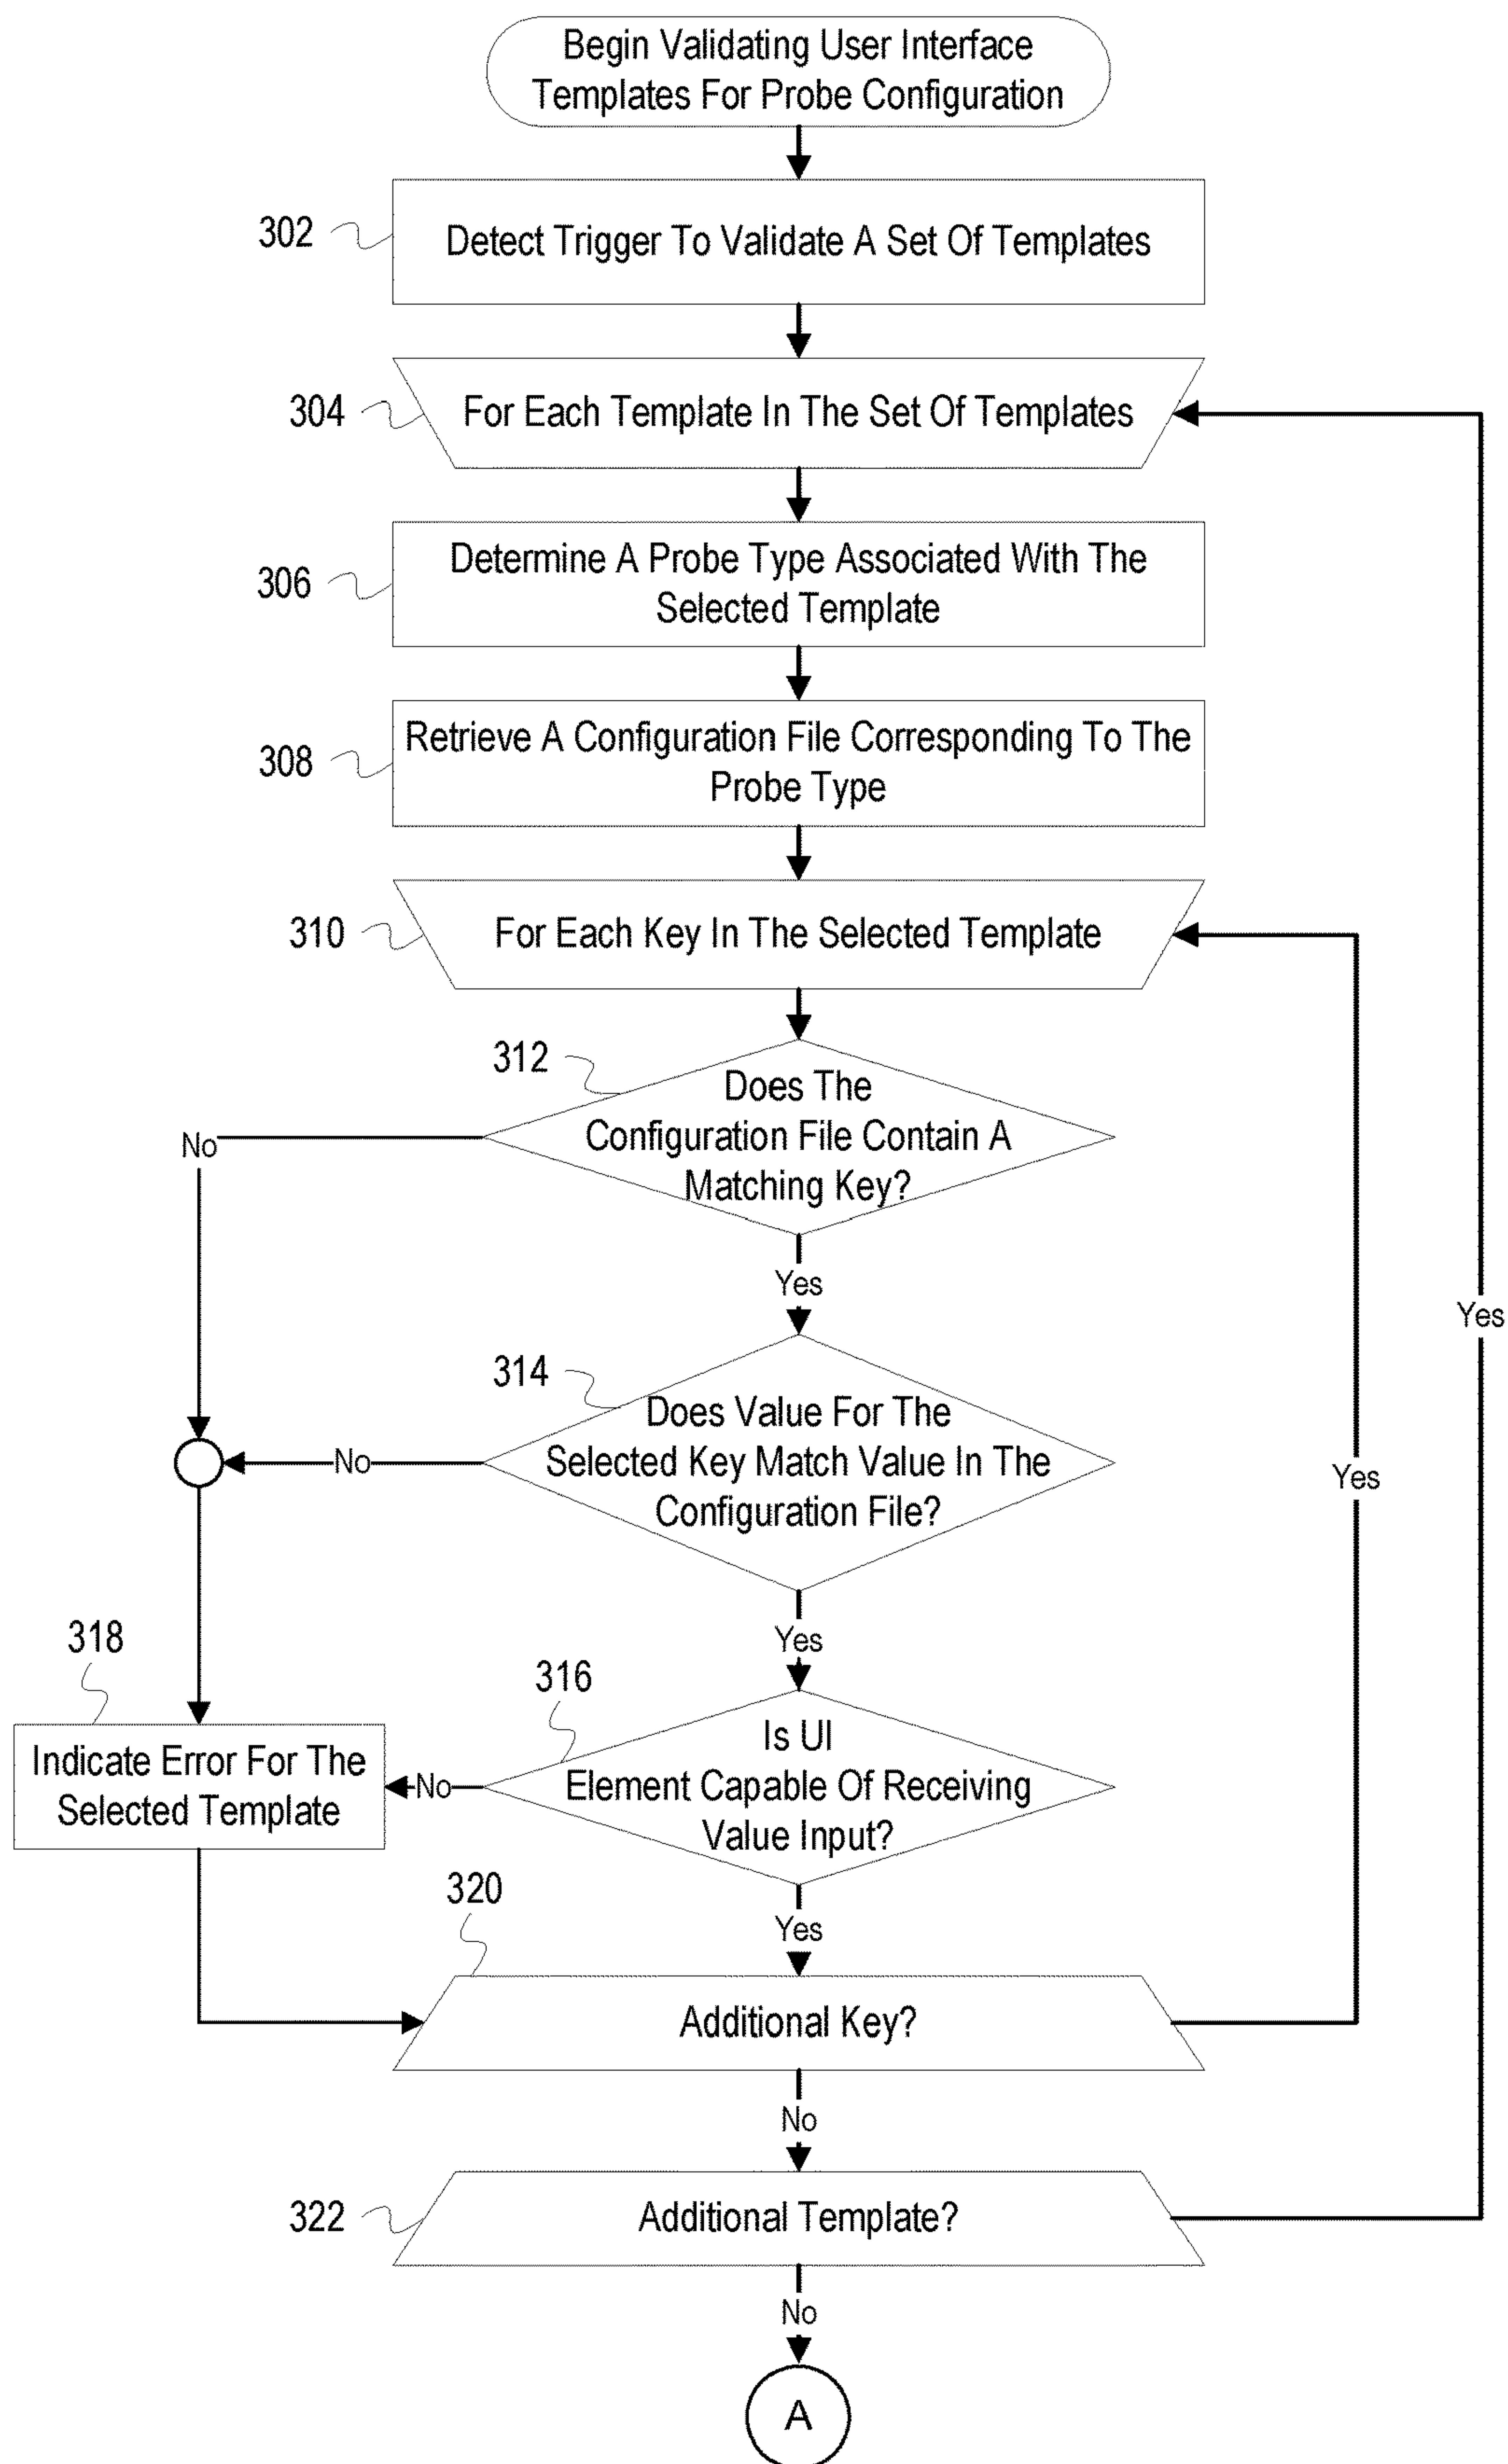 Begin Validating User Interface
Templates For Probe Configuration
302
Detect Trigger To Validate A Set Of Templates
304
For Each Template In The Set Of Templates
306
Determine A Probe Type Associated With The
Selected Template
308
Retrieve A Configuration File Corresponding To The
Probe Type
310
For Each Key In The Selected Template
312
Does The
Configuration File Contain A
Matching Key?
No
Yes
Yes
314
Does Value For The
Selected Key Match Value In The
Configuration File?
No
Yes
Yes
318
316
Is UI
Element Capable Of Receiving
Value Input?
Indicate Error For The
Selected Template
No
320
Yes
Additional Key?
No
322
Additional Template?
No
A